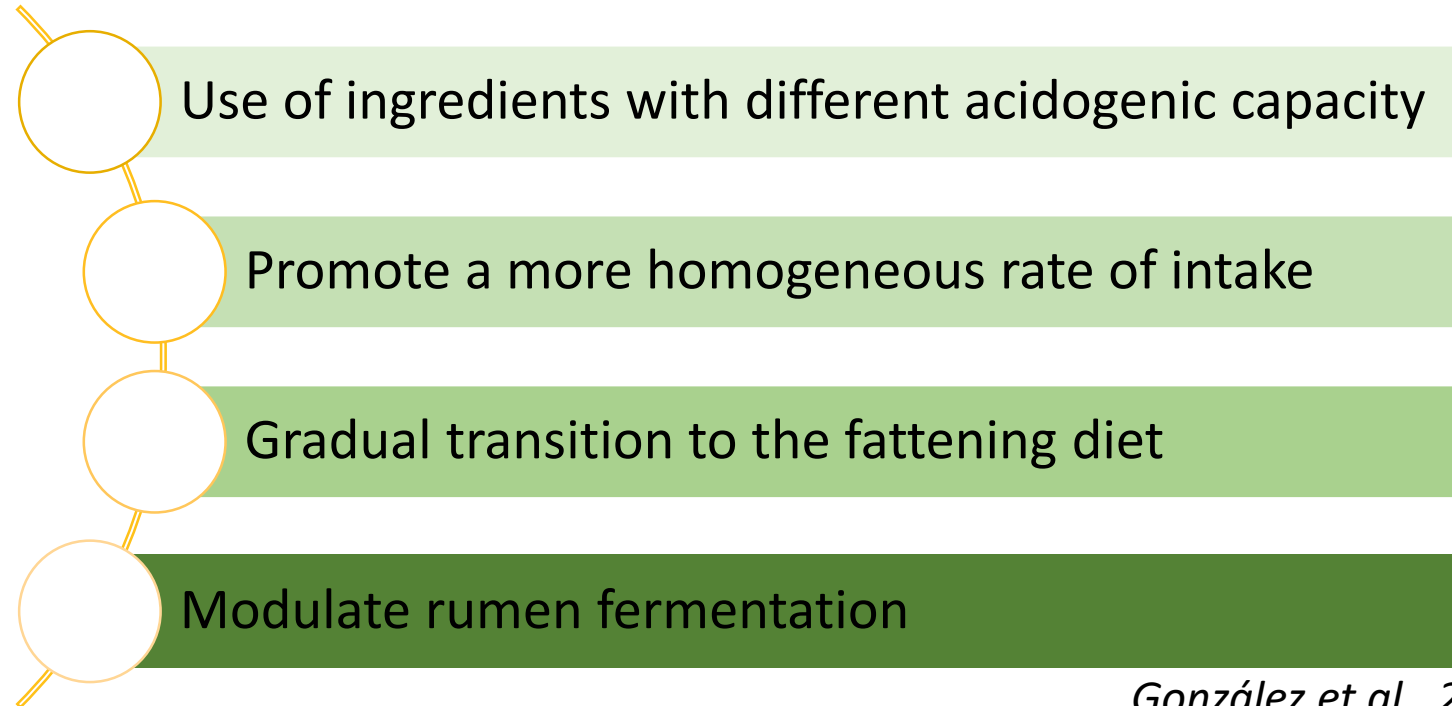 Use of ingredients with different acidogenic capacity
Promote a more homogeneous rate of intake
Gradual transition to the fattening diet
Modulate rumen fermentation
González et al., 2